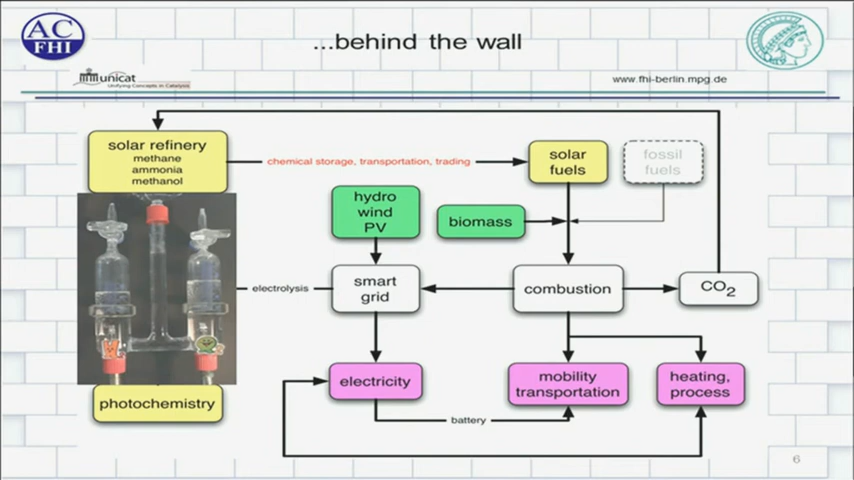 AC
FHI
...behind the wall
unicat
Unifying Concepts in Catalysis
www.fhi-berlin.mpg.de
solar refinery
methane
ammonia
methanol
chemical storage, transportation, trading
solar
fuels
fossil
fuels
hydro
wind
PV
biomass
electrolysis
smart
grid
combustion
CO2
photochemistry
electricity
mobility
transportation
heating,
process
battery
6